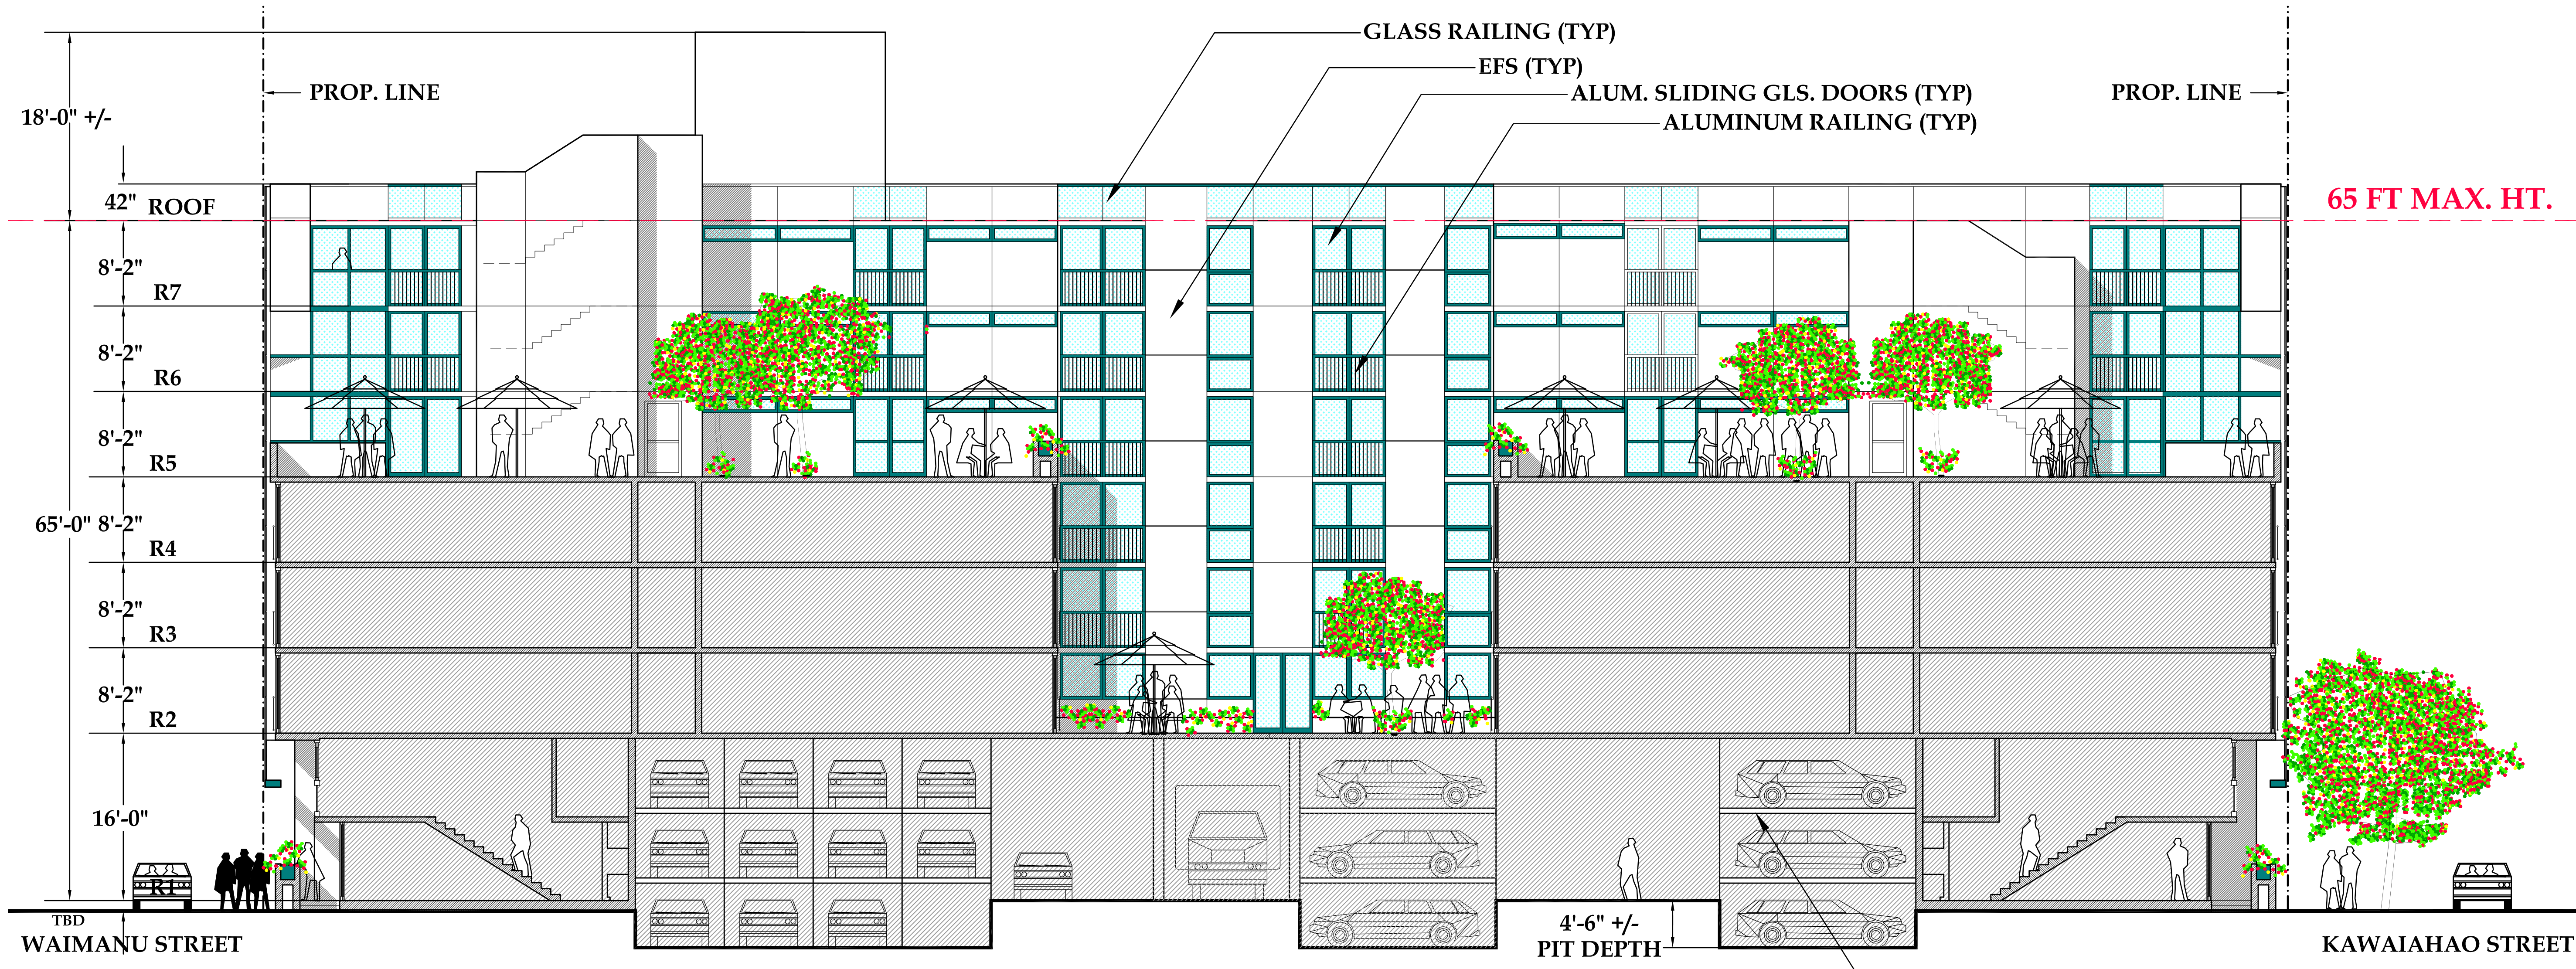 GLASS RAILING (TYP)
EFS (TYP)
PROP. LINE
ALUM. SLIDING GLS. DOORS (TYP)
PROP. LINE
18'-0" +/-
ALUMINUM RAILING (TYP)
42" ROOF
65 FT MAX. HT.
8'-2"
R7
8'-2"
R6
8'-2"
R5
65'-0" 8'-2"
R4
8'-2"
R3
8'-2"
R2
16'-0"
R1
TBD
WAIMANU STREET
4'-6" +/-
PIT DEPTH
KAWAIAHAO STREET